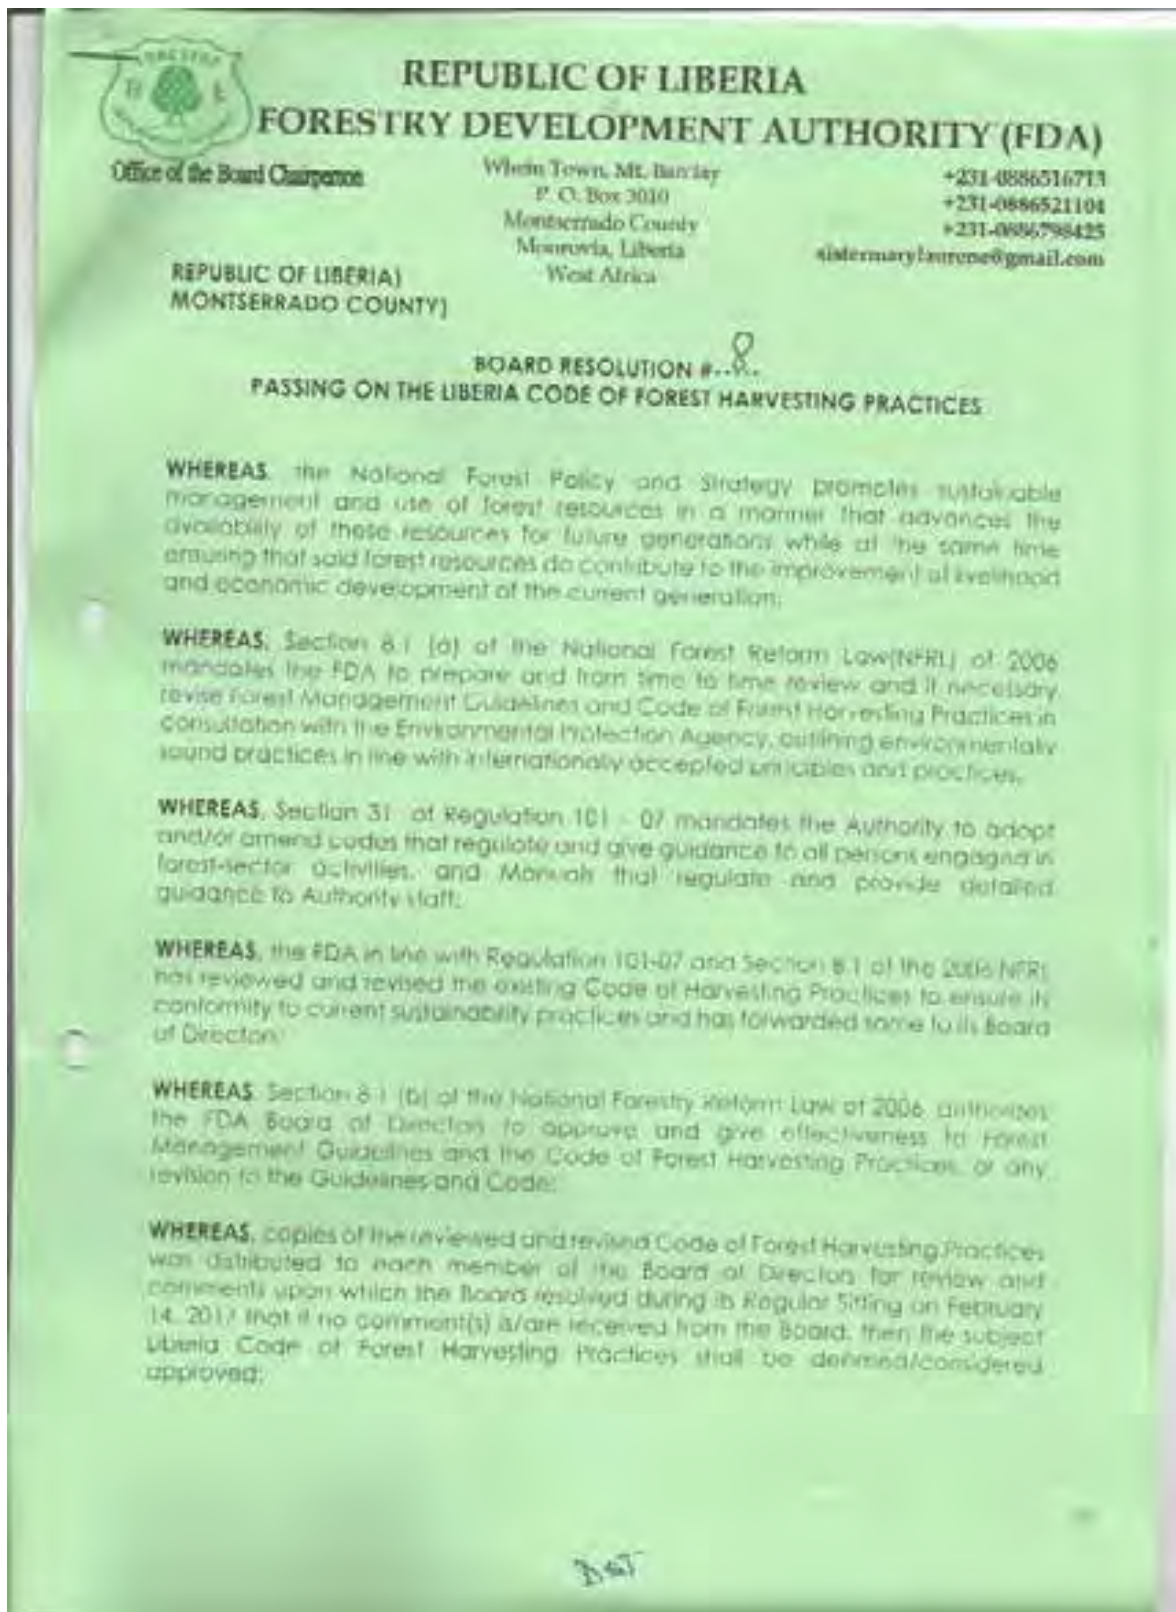 REPUBLIC OF LIBERIA
FORESTRY DEVELOPMENT AUTHORITY (FDA)
Office of the Board Chairperson
Whein Town, Mt. Barclay
P. O. Box 3010
Montserrado County
Monrovia, Liberia
West Africa
+231-0886516713
+231-0886521104
+231-0886798425
REPUBLIC OF LIBERIA)
MONTSERRADO COUNTY)
BOARD RESOLUTION #..8..
PASSING ON THE LIBERIA CODE OF FOREST HARVESTING PRACTICES
WHEREAS, the National Forest Policy and Strategy promotes sustainable
management and use of forest resources in a manner that advances the
availability of these resources for future generations while at the same time
ensuring that said forest resources do contribute to the improvement of livelihood
and economic development of the current generation;
WHEREAS, Section 8.1 (a) of the National Forest Reform Law(NFRL) of 2006
mandates the FDA to prepare and from time to time review and if necessary
revise Forest Management Guidelines and Code of Forest Harvesting Practices in
consultation with the Environmental Protection Agency, outlining environmentally
sound practices in line with internationally accepted principles and practices;
WHEREAS, Section 31 of Regulation 101 - 07 mandates the Authority to adopt
and/or amend codes that regulate and give guidance to all persons engaged in
forest-sector activities, and Manuals that regulate and provide detailed
guidance to Authority staff;
WHEREAS, the FDA in line with Regulation 101-07 and Section 8.1 of the 2006 NFRL
has reviewed and revised the existing Code of Harvesting Practices to ensure its
conformity to current sustainability practices and has forwarded same to its Board
of Directors;
WHEREAS, Section 8.1 (b) of the National Forestry Reform Law of 2006, authorizes
the FDA Board of Directors to approve and give effectiveness to Forest
Management Guidelines and the Code of Forest Harvesting Practices, or any
revision to the Guidelines and Code;
WHEREAS, copies of the reviewed and revised Code of Forest Harvesting Practices
was distributed to each member of the Board of Directors for review and
comments upon which the Board resolved during its Regular Sitting on February
14, 2017 that if no comment(s) is/are received from the Board, then the subject
Liberia Code of Forest Harvesting Practices shall be deemed/considered
approved;